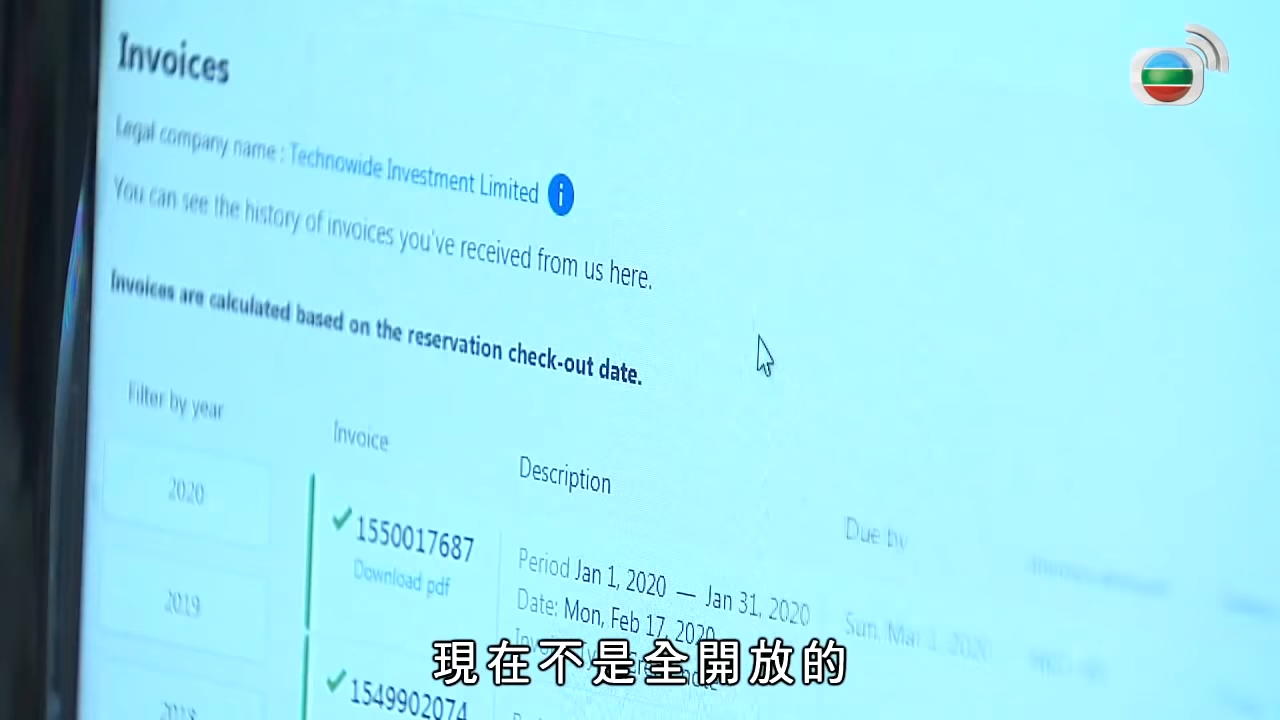 Invoices
Legal company name : Technowide Investment Limited i
You can see the history of invoices you've received from us here.
Invoices are calculated based on the reservation check-out date.
Filter by year
Invoice
Description
Due by
2020
1550017687
Download pdf
Period Jan 1, 2020 — Jan 31, 2020
Date: Mon, Feb 17, 2020
Sun, Mar 1, 2020
2019
2018
1549902074
現在不是全開放的